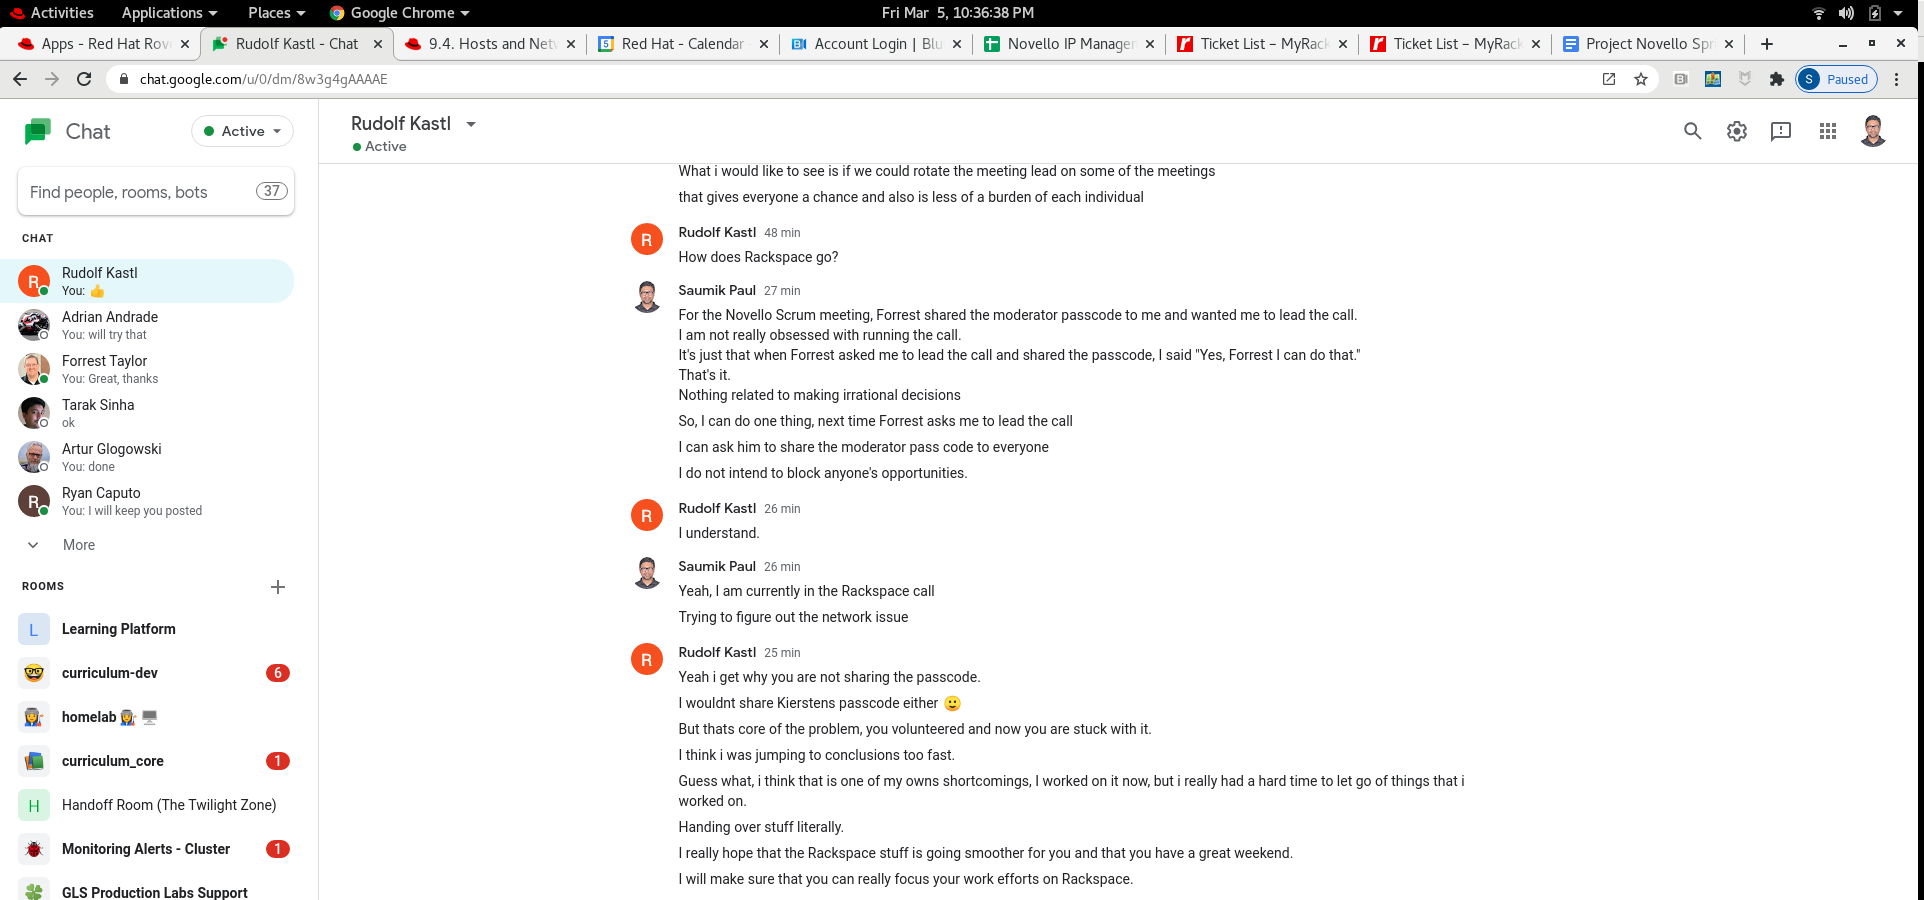 Activities Applications Places Google Chrome Fri Mar 5, 10:36:38 PM
Apps - Red Hat Rov Rudolf Kastl - Chat 9.4. Hosts and Netw Red Hat - Calendar - Account Login | Blu Novello IP Manager Ticket List – MyRack Ticket List – MyRack Project Novello Spr
chat.google.com/u/0/dm/8w3g4gAAAAE S Paused
Chat Active
Find people, rooms, bots 37
CHAT
R Rudolf Kastl
You: 👍
Adrian Andrade
You: will try that
Forrest Taylor
You: Great, thanks
Tarak Sinha
ok
Artur Glogowski
You: done
R Ryan Caputo
You: I will keep you posted
More
ROOMS
L Learning Platform
curriculum-dev 6
homelab
curriculum_core 1
H Handoff Room (The Twilight Zone)
Monitoring Alerts - Cluster 1
GLS Production Labs Support
Rudolf Kastl
Active
What i would like to see is if we could rotate the meeting lead on some of the meetings
that gives everyone a chance and also is less of a burden of each individual
R Rudolf Kastl 48 min
How does Rackspace go?
Saumik Paul 27 min
For the Novello Scrum meeting, Forrest shared the moderator passcode to me and wanted me to lead the call.
I am not really obsessed with running the call.
It's just that when Forrest asked me to lead the call and shared the passcode, I said "Yes, Forrest I can do that."
That's it.
Nothing related to making irrational decisions
So, I can do one thing, next time Forrest asks me to lead the call
I can ask him to share the moderator pass code to everyone
I do not intend to block anyone's opportunities.
R Rudolf Kastl 26 min
I understand.
Saumik Paul 26 min
Yeah, I am currently in the Rackspace call
Trying to figure out the network issue
R Rudolf Kastl 25 min
Yeah i get why you are not sharing the passcode.
I wouldnt share Kierstens passcode either 🙂
But thats core of the problem, you volunteered and now you are stuck with it.
I think i was jumping to conclusions too fast.
Guess what, i think that is one of my owns shortcomings, I worked on it now, but i really had a hard time to let go of things that i
worked on.
Handing over stuff literally.
I really hope that the Rackspace stuff is going smoother for you and that you have a great weekend.
I will make sure that you can really focus your work efforts on Rackspace.